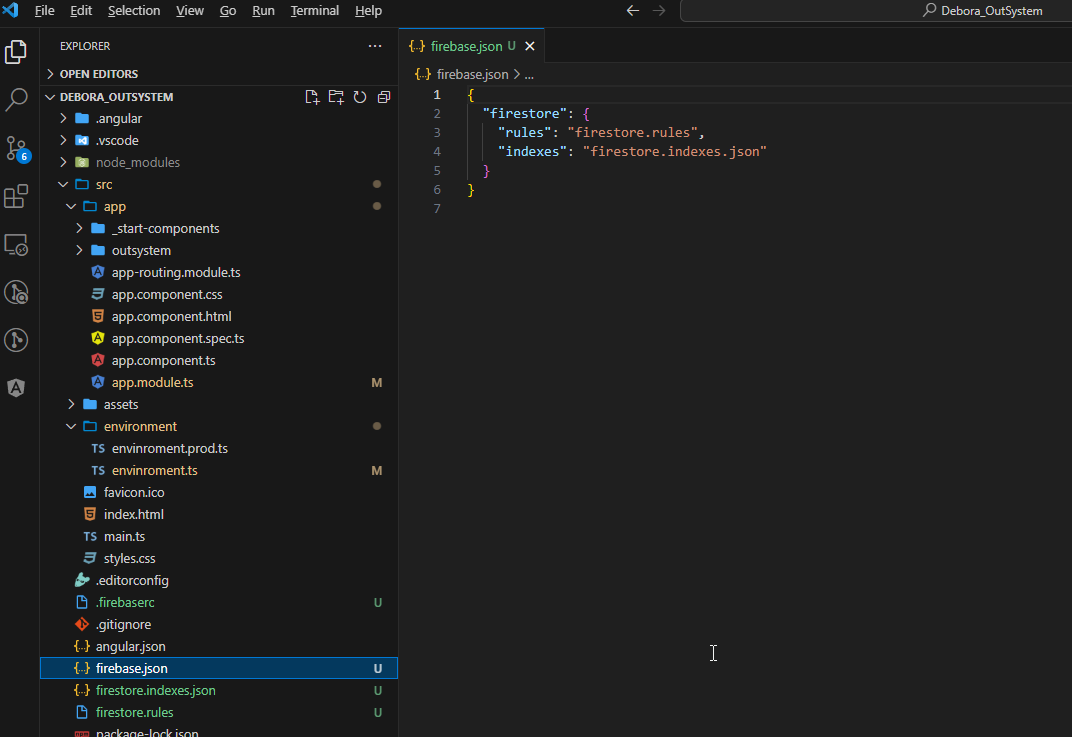 File Edit Selection View Go Run Terminal Help
Debora_OutSystem
EXPLORER
OPEN EDITORS
DEBORA_OUTSYSTEM
.angular
.vscode
node_modules
src
app
_start-components
outsystem
app-routing.module.ts
app.component.css
app.component.html
app.component.spec.ts
app.component.ts
app.module.ts M
assets
environment
TS envinroment.prod.ts
TS envinroment.ts M
favicon.ico
index.html
TS main.ts
styles.css
.editorconfig
.firebaserc U
.gitignore
{..} angular.json
{..} firebase.json U
{..} firestore.indexes.json U
firestore.rules U
package-lock.json
6
{..} firebase.json U
{..} firebase.json > ...
1 {
2 "firestore": {
3 "rules": "firestore.rules",
4 "indexes": "firestore.indexes.json"
5 }
6 }
7